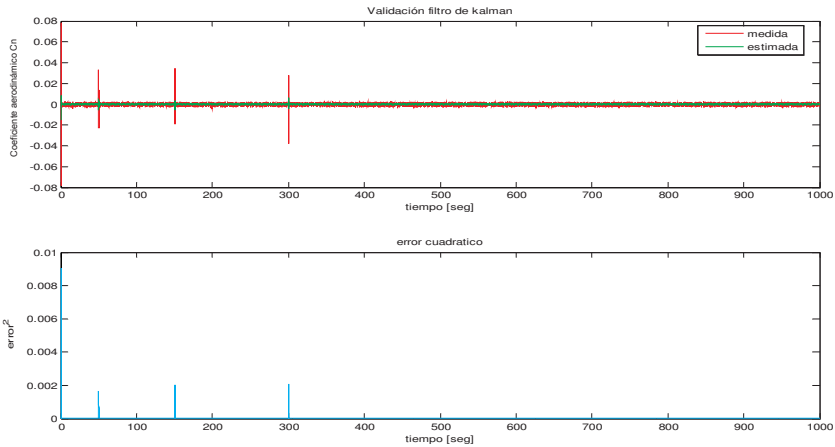 Validación filtro de kalman
Coeficiente aerodinámico Cn
0.08
0.06
0.04
0.02
0
-0.02
-0.04
-0.06
-0.08
medida
estimada
0 100 200 300 400 500 600 700 800 900 1000
tiempo [seg]
error cuadratico
error²
0.01
0.008
0.006
0.004
0.002
0
0 100 200 300 400 500 600 700 800 900 1000
tiempo [seg]